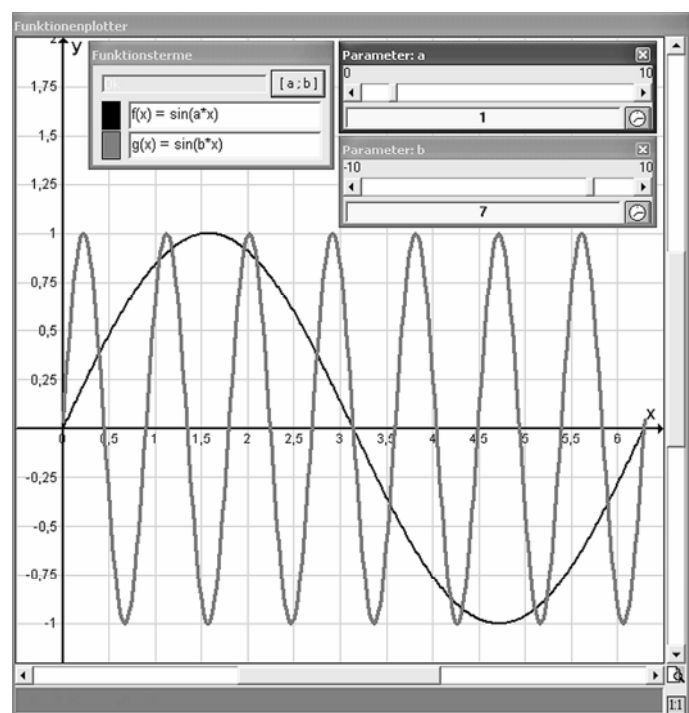 Funktionenplotter
y
Funktionsterme
Ok
[a;b]
f(x) = sin(a*x)
g(x) = sin(b*x)
Parameter: a
0 10
1
Parameter: b
-10 10
7
2
1,75
1,5
1,25
1
0,75
0,5
0,25
-0,25
-0,5
-0,75
-1
0 0,5 1 1,5 2 2,5 3 3,5 4 4,5 5 5,5 6
x
1:1